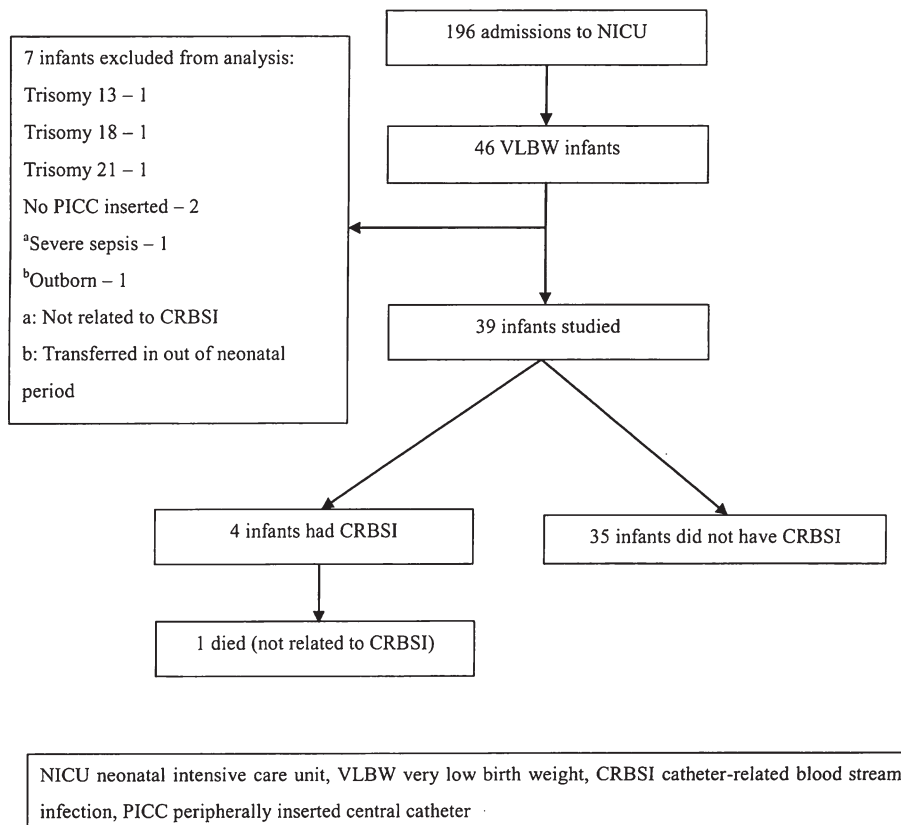 196 admissions to NICU
7 infants excluded from analysis:
Trisomy 13 – 1
Trisomy 18 – 1
Trisomy 21 – 1
No PICC inserted – 2
ᵃSevere sepsis – 1
ᵇOutborn – 1
a: Not related to CRBSI
b: Transferred in out of neonatal
period
46 VLBW infants
39 infants studied
4 infants had CRBSI
35 infants did not have CRBSI
1 died (not related to CRBSI)
NICU neonatal intensive care unit, VLBW very low birth weight, CRBSI catheter-related blood stream
infection, PICC peripherally inserted central catheter